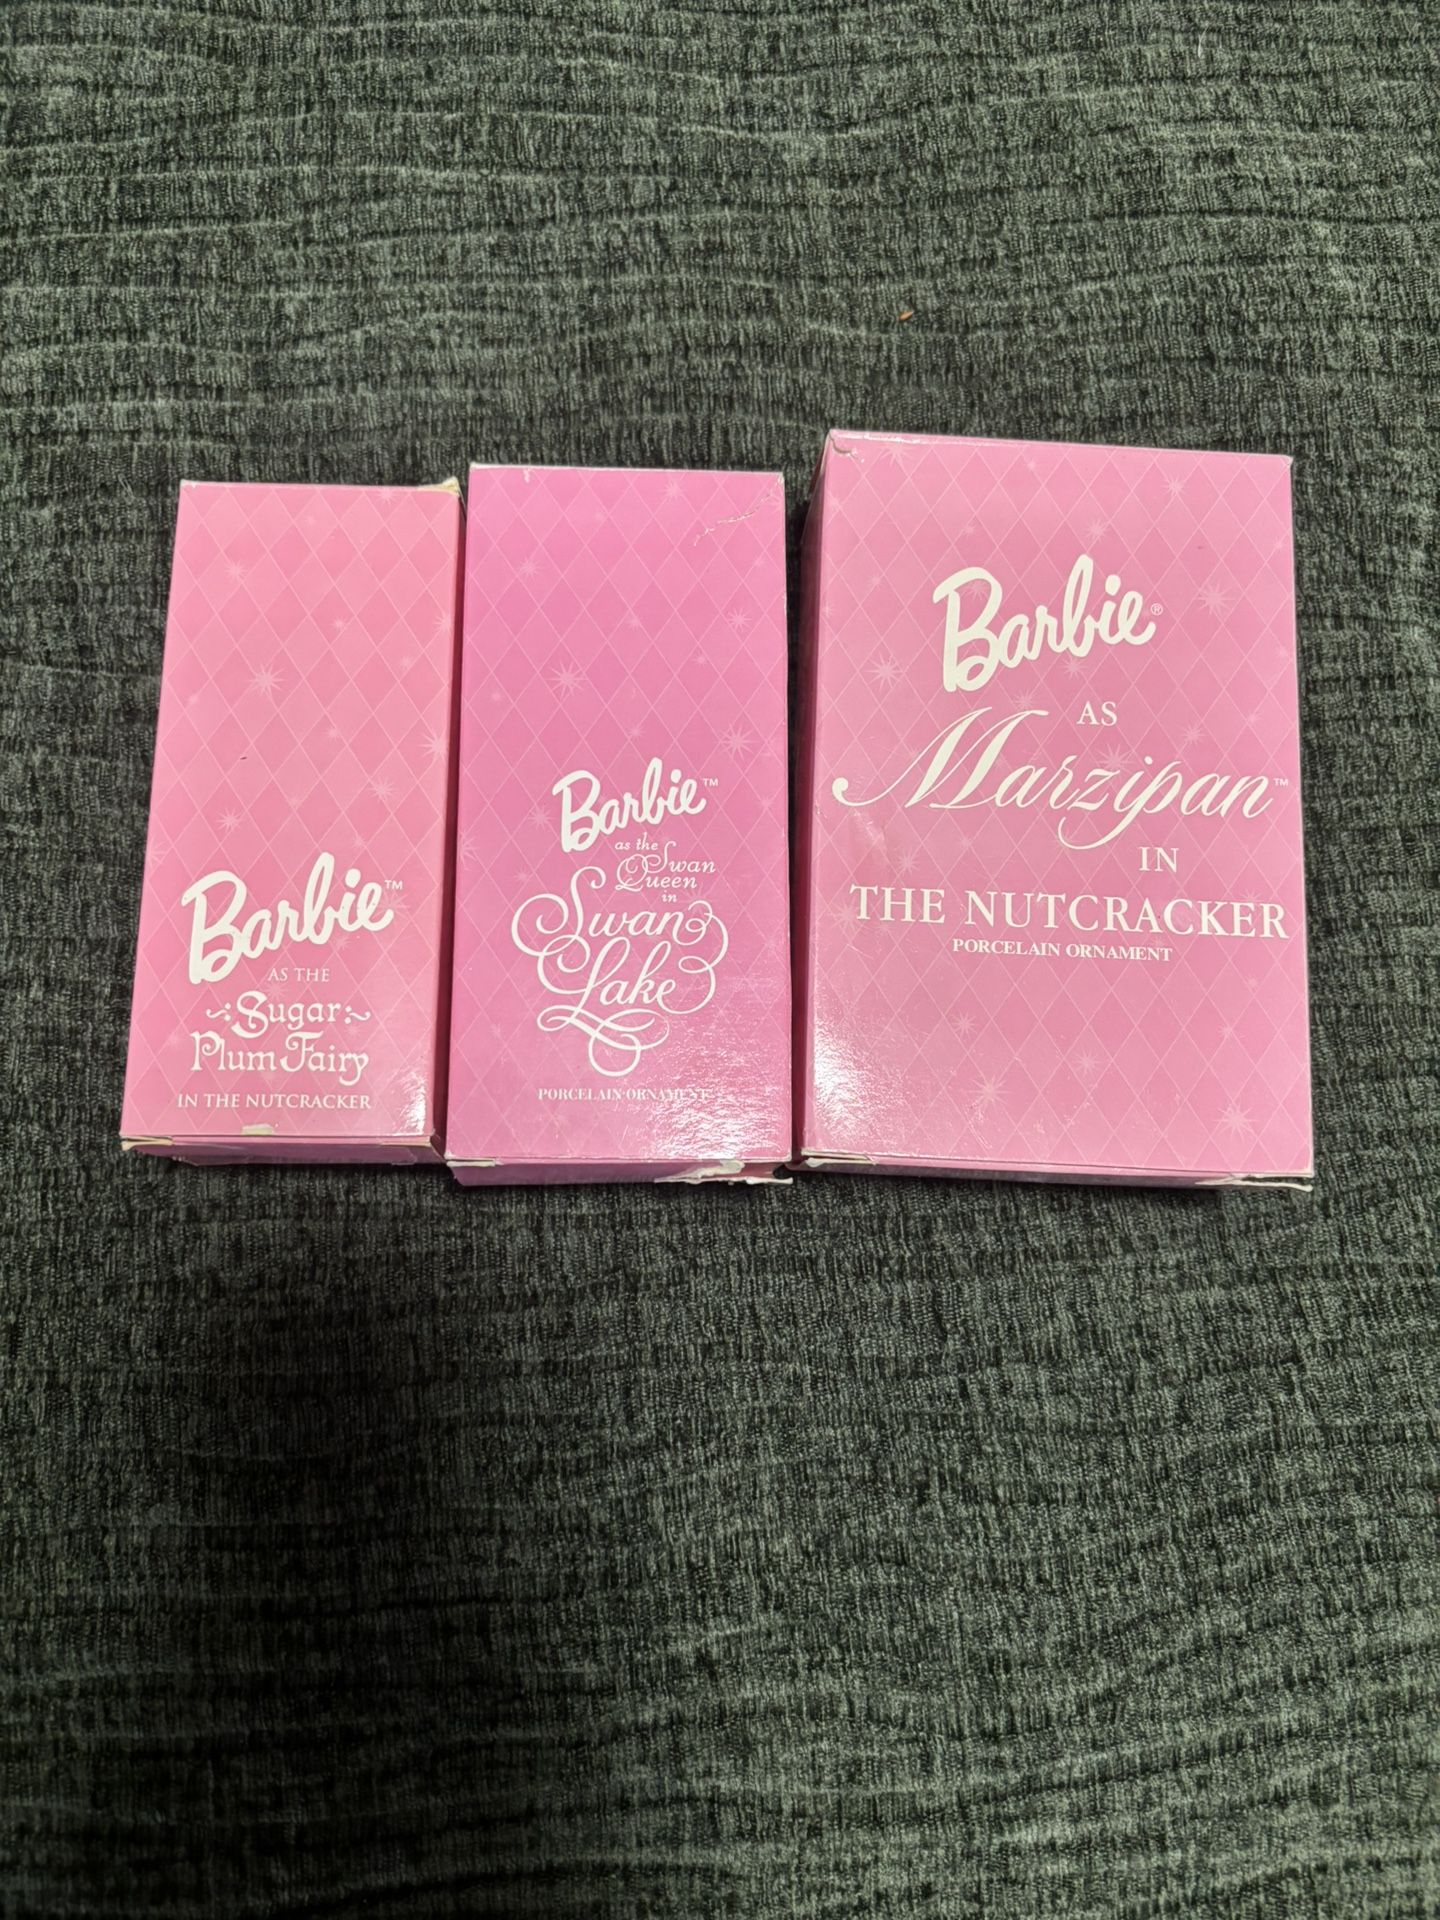 Barbie™
AS THE
Sugar
Plum Fairy
IN THE NUTCRACKER
Barbie™
as the
Swan
Queen
in
Swan
Lake
PORCELAIN ORNAMENT
Barbie®
AS
Marzipan™
IN
THE NUTCRACKER
PORCELAIN ORNAMENT